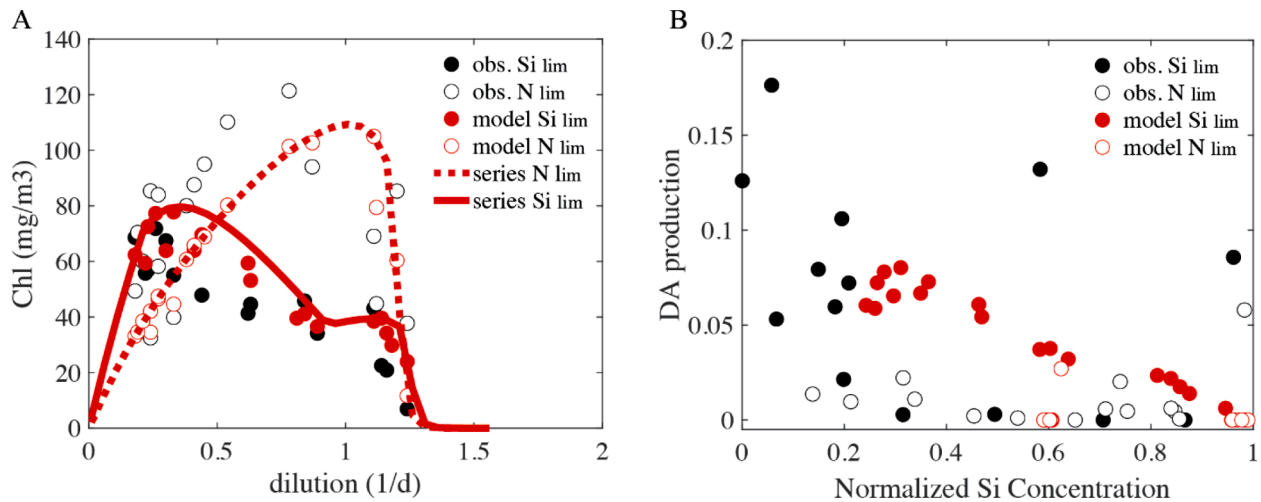 A
Chl (mg/m3)
140
120
100
80
60
40
20
0
obs. Si lim
obs. N lim
model Si lim
model N lim
series N lim
series Si lim
0
0.5
1
1.5
2
dilution (1/d)
B
DA production
0.2
0.15
0.1
0.05
0
obs. Si lim
obs. N lim
model Si lim
model N lim
0
0.2
0.4
0.6
0.8
1
Normalized Si Concentration